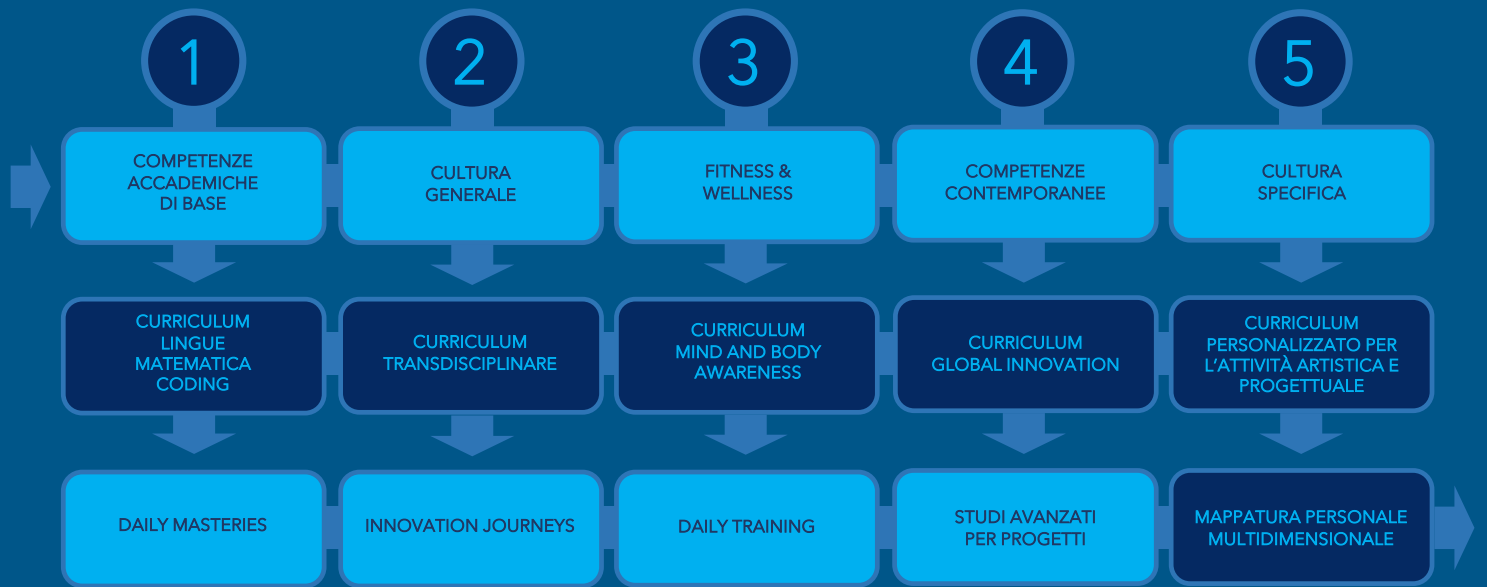 1
2
3
4
5
COMPETENZE
ACCADEMICHE
DI BASE
CULTURA
GENERALE
FITNESS &
WELLNESS
COMPETENZE
CONTEMPORANEE
CULTURA
SPECIFICA
CURRICULUM
LINGUE
MATEMATICA
CODING
CURRICULUM
TRANSDISCIPLINARE
CURRICULUM
MIND AND BODY
AWARENESS
CURRICULUM
GLOBAL INNOVATION
CURRICULUM
PERSONALIZZATO PER
L'ATTIVITÀ ARTISTICA E
PROGETTUALE
DAILY MASTERIES
INNOVATION JOURNEYS
DAILY TRAINING
STUDI AVANZATI
PER PROGETTI
MAPPATURA PERSONALE
MULTIDIMENSIONALE